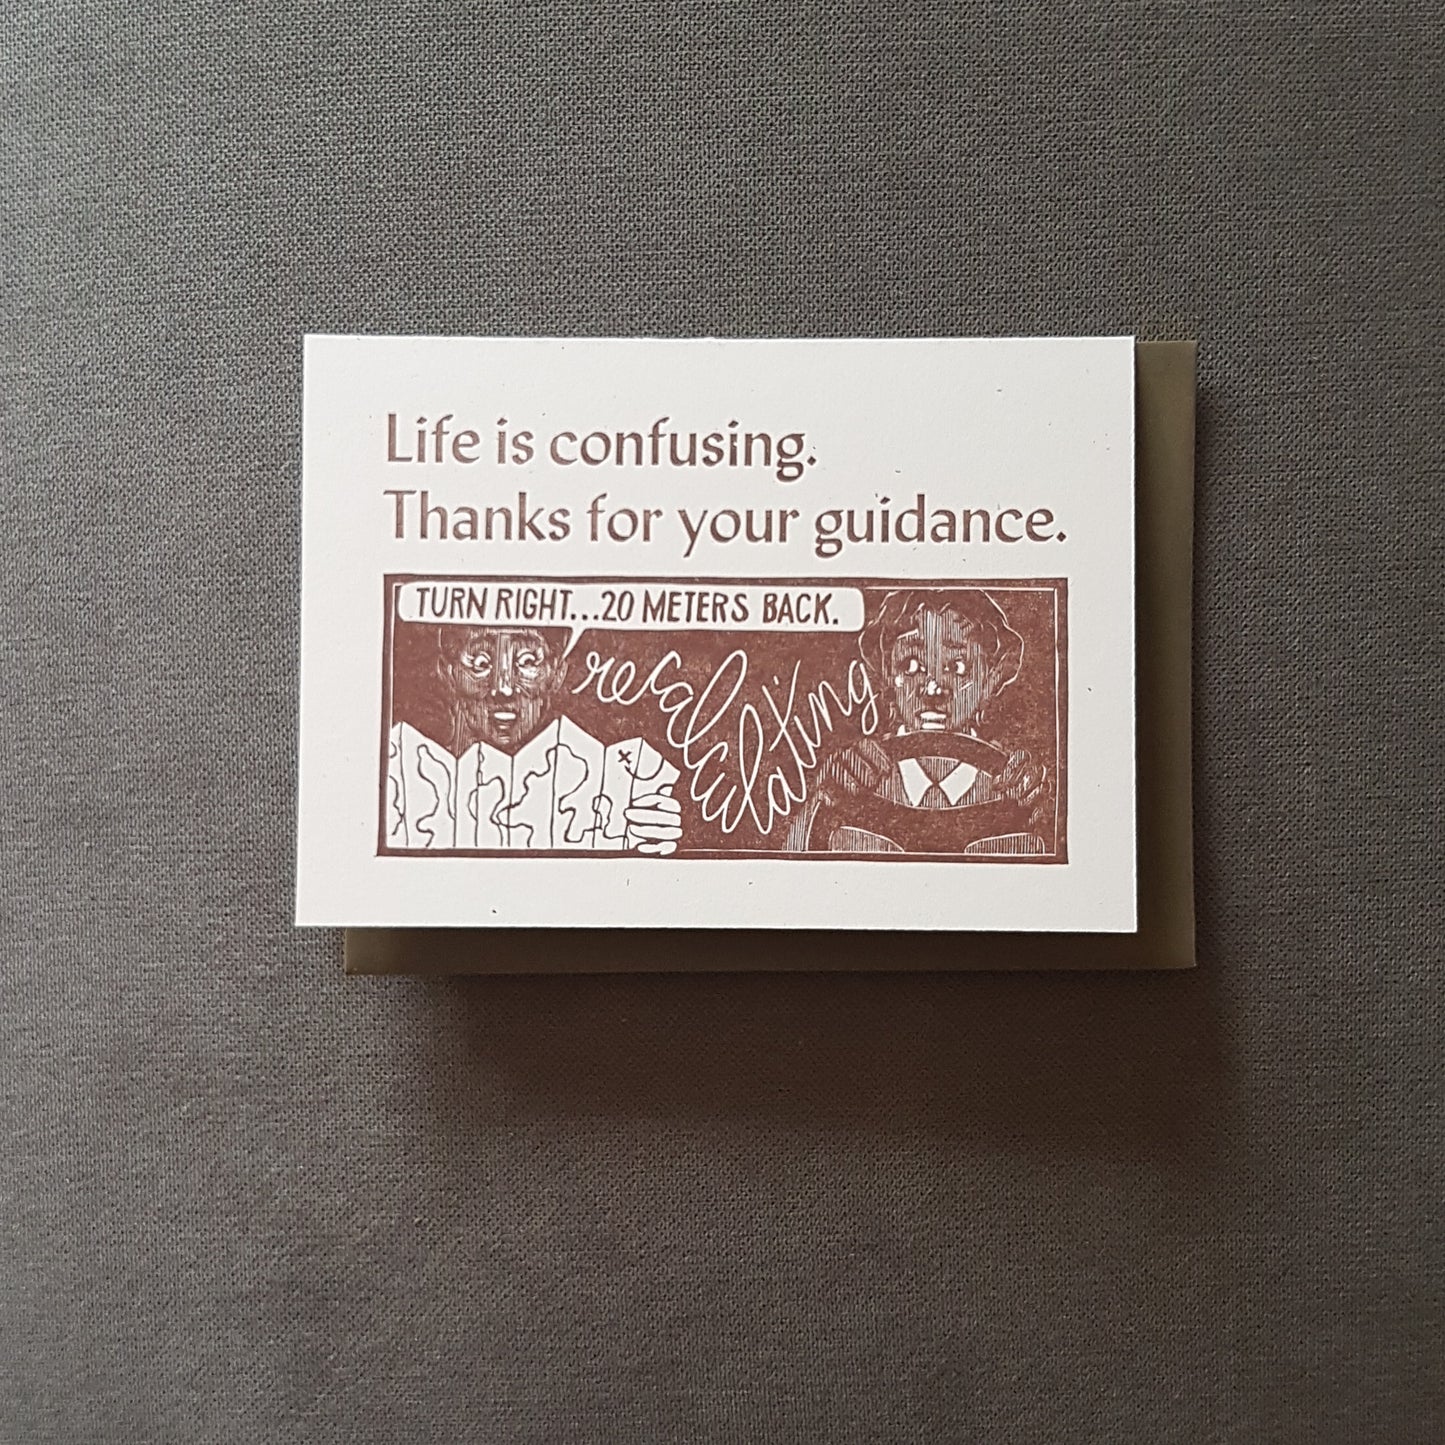 Life is confusing.
Thanks for your guidance.
TURN RIGHT...20 METERS BACK.
recalculating